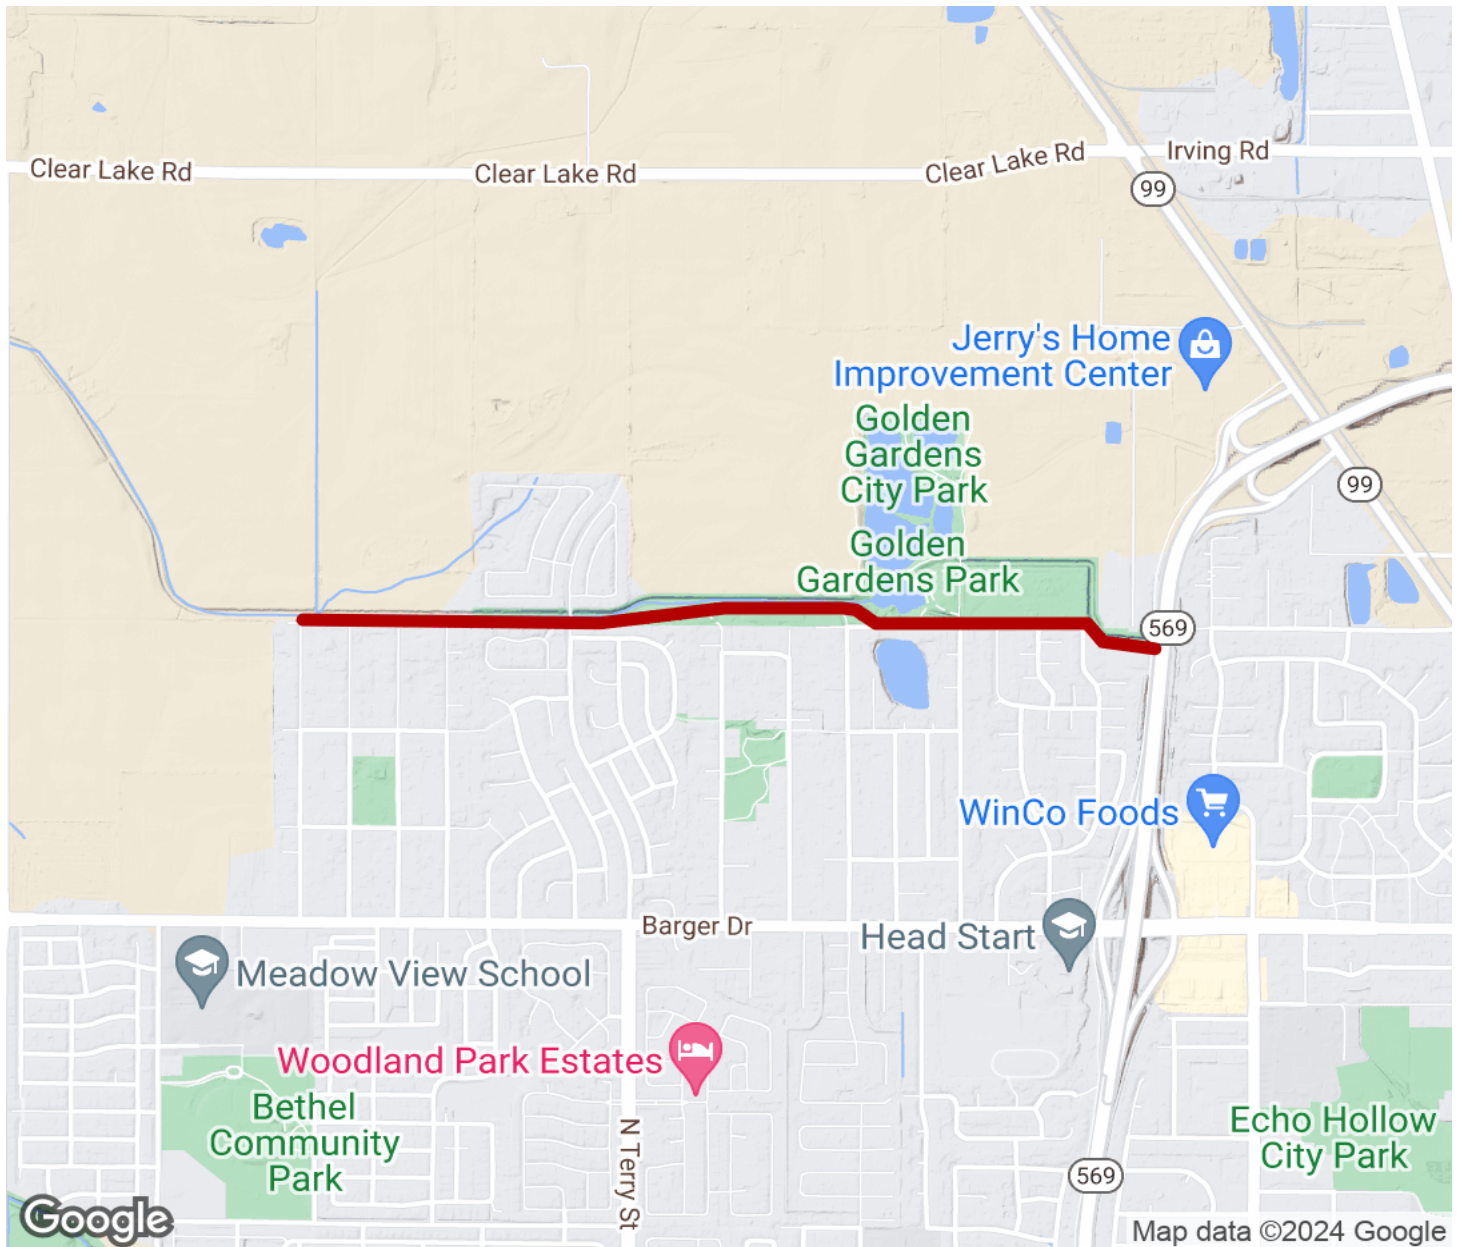 Clear Lake Rd
Clear Lake Rd
Clear Lake Rd
Irving Rd
99
Jerry's Home
Improvement Center
Golden
Gardens
City Park
99
Golden
Gardens Park
569
WinCo Foods
Barger Dr
Head Start
Meadow View School
Woodland Park Estates
Bethel
Community
Park
N Terry St
Echo Hollow
City Park
569
Google
Map data ©2024 Google